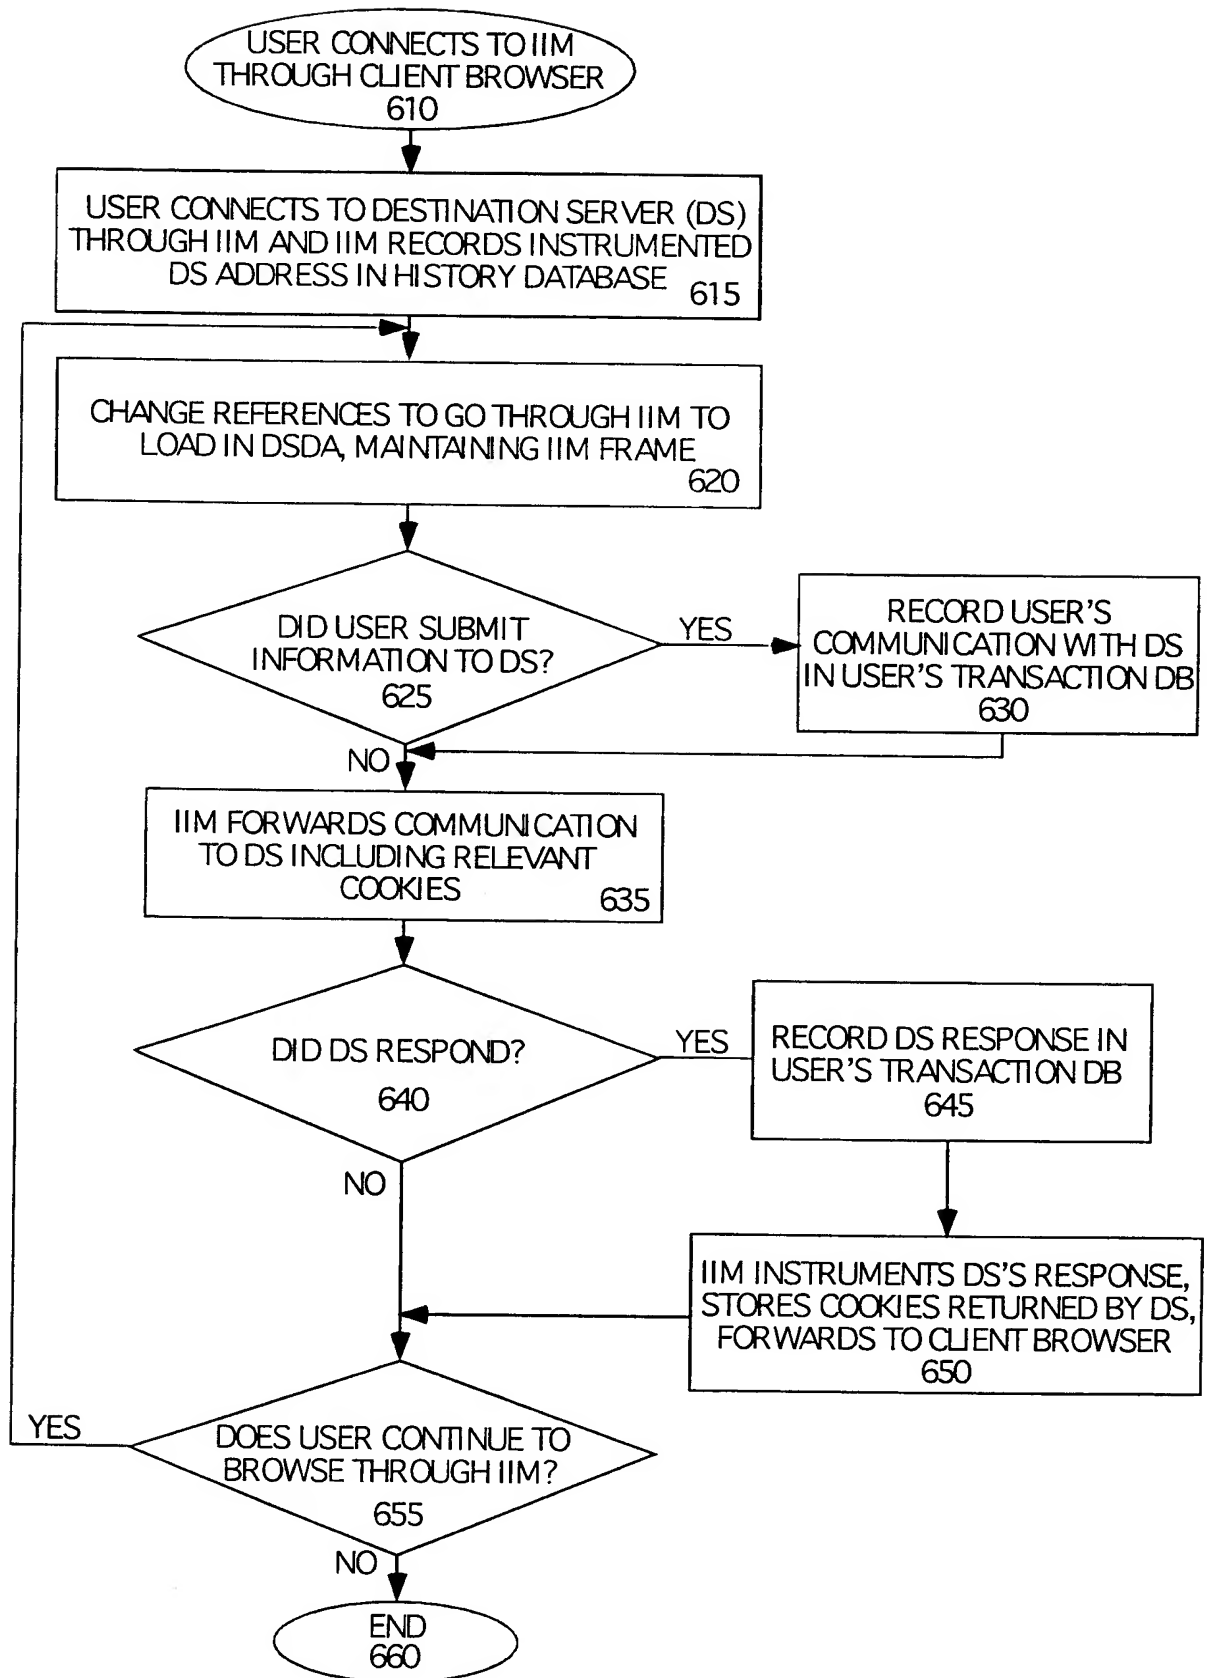 USER CONNECTS TO IIM
THROUGH CLIENT BROWSER
610
USER CONNECTS TO DESTINATION SERVER (DS)
THROUGH IIM AND IIM RECORDS INSTRUMENTED
DS ADDRESS IN HISTORY DATABASE
615
CHANGE REFERENCES TO GO THROUGH IIM TO
LOAD IN DSDA, MAINTAINING IIM FRAME
620
DID USER SUBMIT
INFORMATION TO DS?
625
YES
RECORD USER'S
COMMUNICATION WITH DS
IN USER'S TRANSACTION DB
630
NO
IIM FORWARDS COMMUNICATION
TO DS INCLUDING RELEVANT
COOKIES
635
DID DS RESPOND?
640
YES
RECORD DS RESPONSE IN
USER'S TRANSACTION DB
645
NO
IIM INSTRUMENTS DS'S RESPONSE,
STORES COOKIES RETURNED BY DS,
FORWARDS TO CLIENT BROWSER
650
YES
DOES USER CONTINUE TO
BROWSE THROUGH IIM?
655
NO
END
660